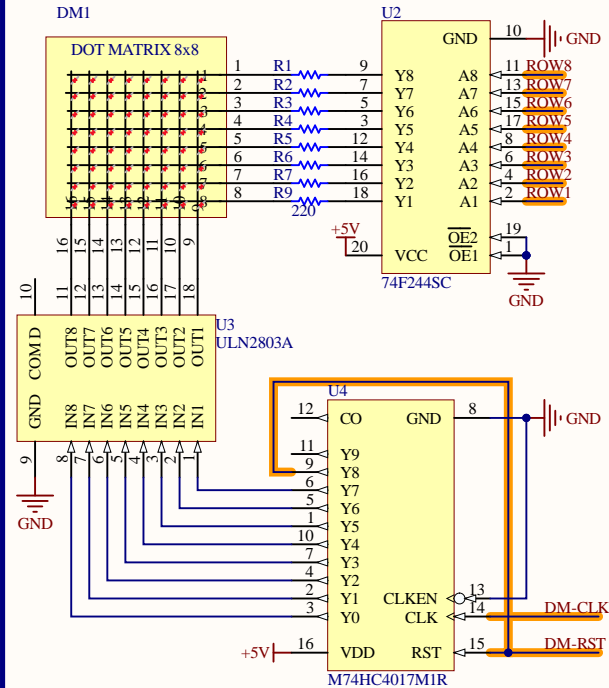 DM1
U2
DOT MATRIX 8x8
GND 10 GND
1 R1 9 Y8 A8 11 ROW8
2 R2 7 Y7 A7 13 ROW7
3 R3 5 Y6 A6 15 ROW6
4 R4 3 Y5 A5 17 ROW5
5 R5 12 Y4 A4 8 ROW4
6 R6 14 Y3 A3 6 ROW3
7 R7 16 Y2 A2 4 ROW2
8 R9 18 Y1 A1 2 ROW1
220
+5V
OE2 19
20 VCC OE1 1
74F244SC
GND
16 15 14 13 12 11 10 9
10 11 12 13 14 15 16 17 18
U3
ULN2803A
COM D OUT8 OUT7 OUT6 OUT5 OUT4 OUT3 OUT2 OUT1
GND IN8 IN7 IN6 IN5 IN4 IN3 IN2 IN1
9 8 7 6 5 4 3 2 1
GND
U4
12 CO GND 8 GND
11 Y9
9 Y8
6 Y7
5 Y6
1 Y5
10 Y4
7 Y3
4 Y2
2 Y1 CLKEN 13
3 Y0 CLK 14 DM-CLK
+5V 16 VDD RST 15 DM-RST
M74HC4017M1R